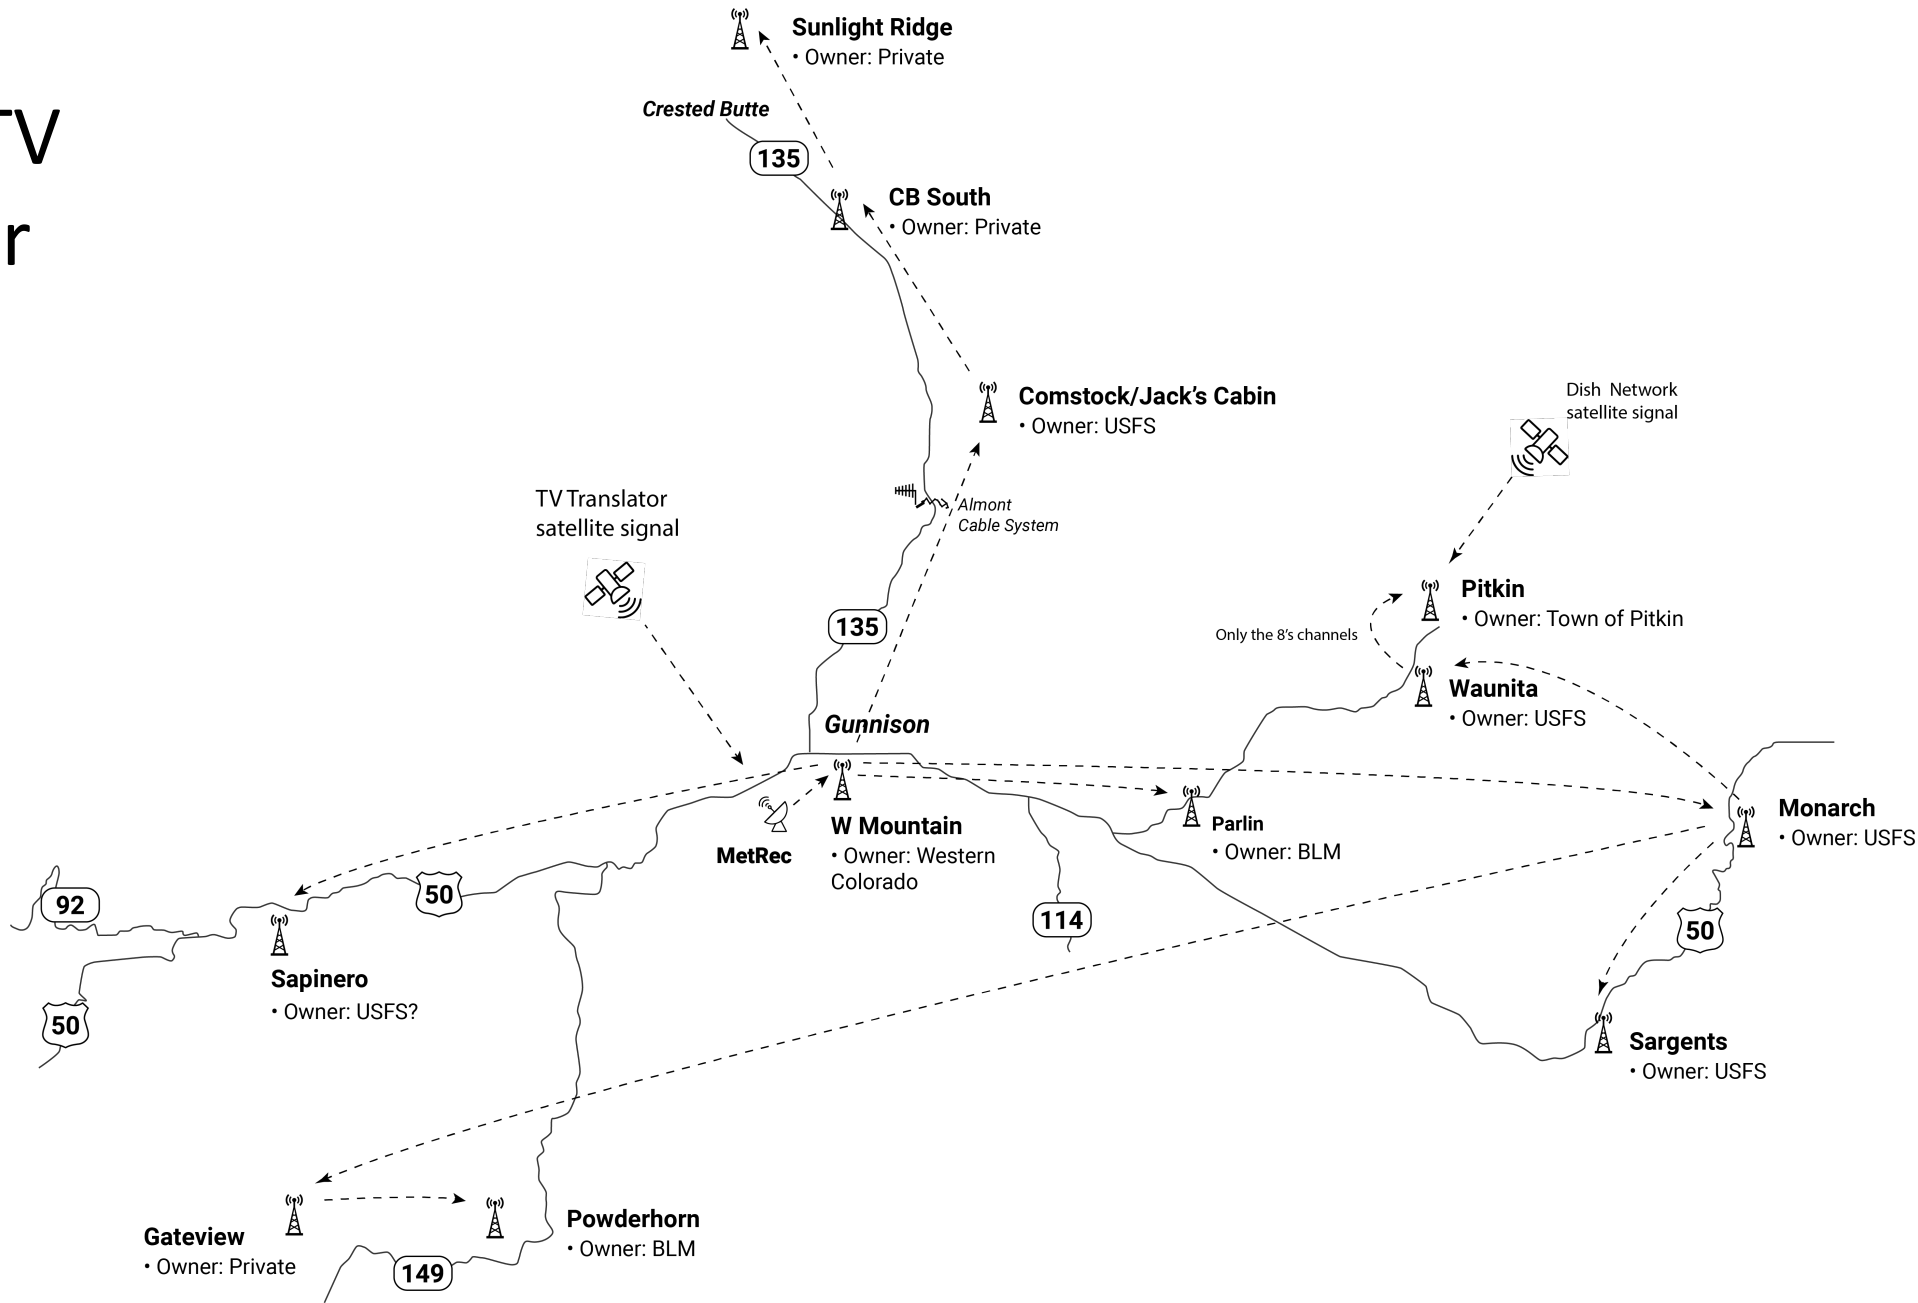 TV
r
Sunlight Ridge
• Owner: Private
Crested Butte
135
CB South
• Owner: Private
Comstock/Jack’s Cabin
• Owner: USFS
Dish Network
satellite signal
TV Translator
satellite signal
Almont
Cable System
Pitkin
• Owner: Town of Pitkin
135
Only the 8’s channels
Waunita
• Owner: USFS
Gunnison
Monarch
• Owner: USFS
W Mountain
• Owner: Western
Colorado
MetRec
Parlin
• Owner: BLM
50
92
114
50
Sapinero
• Owner: USFS?
50
Sargents
• Owner: USFS
Gateview
• Owner: Private
Powderhorn
• Owner: BLM
149